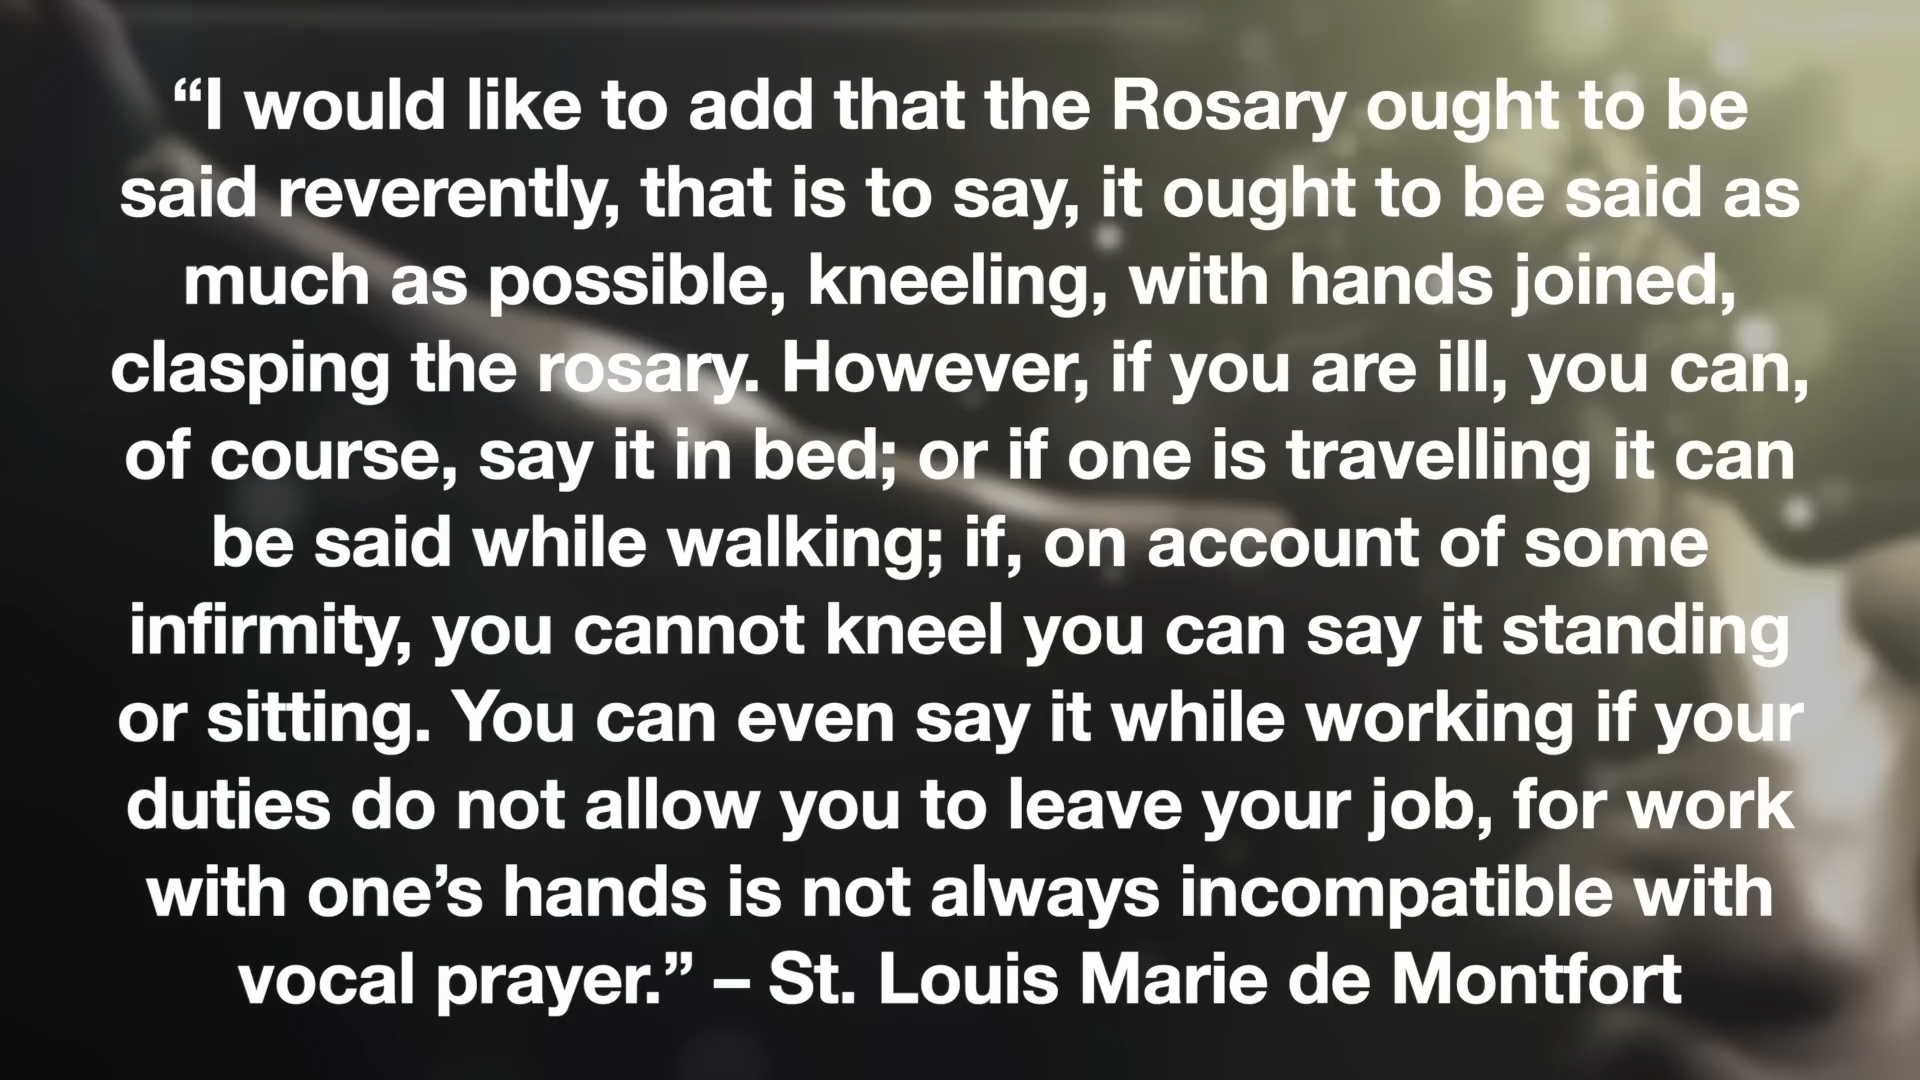 “I would like to add that the Rosary ought to be
said reverently, that is to say, it ought to be said as
much as possible, kneeling, with hands joined,
clasping the rosary. However, if you are ill, you can,
of course, say it in bed; or if one is travelling it can
be said while walking; if, on account of some
infirmity, you cannot kneel you can say it standing
or sitting. You can even say it while working if your
duties do not allow you to leave your job, for work
with one’s hands is not always incompatible with
vocal prayer.” – St. Louis Marie de Montfort